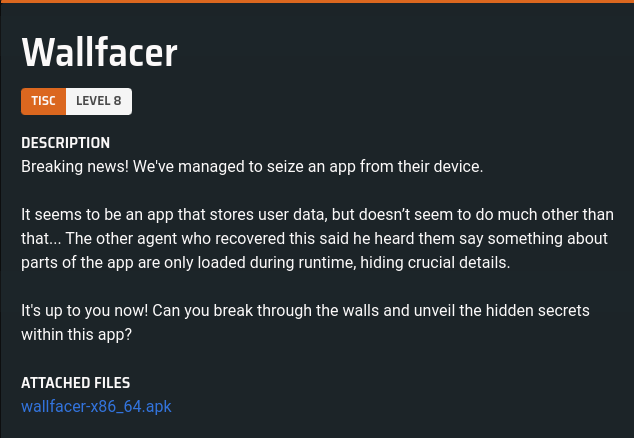 Wallfacer
TISC LEVEL 8
DESCRIPTION
Breaking news! We've managed to seize an app from their device.
It seems to be an app that stores user data, but doesn’t seem to do much other than
that... The other agent who recovered this said he heard them say something about
parts of the app are only loaded during runtime, hiding crucial details.
It's up to you now! Can you break through the walls and unveil the hidden secrets
within this app?
ATTACHED FILES
wallfacer-x86_64.apk